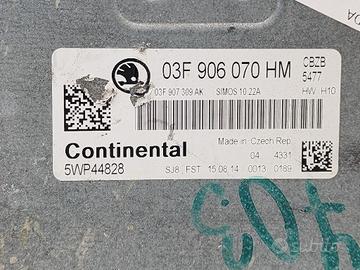 03F 906 070 HM
CBZB
5477
03F 907 309 AK SIMOS 10.22A HW H10
Continental
Made in Czech Rep.
04 4331
5WP44828
SJ8 FST 15.08.14 0013 0189
subito